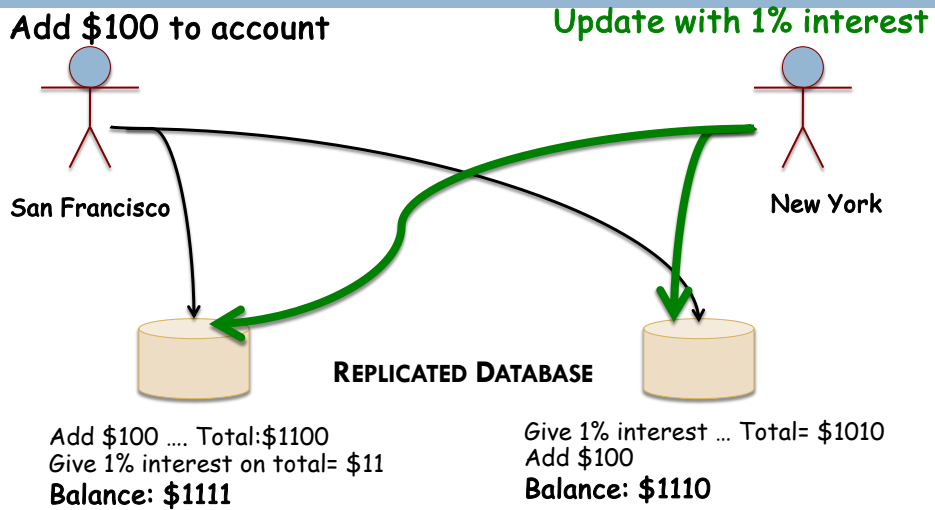 Add $100 to account
Update with 1% interest
San Francisco
New York
REPLICATED DATABASE
Add $100 .... Total:$1100
Give 1% interest on total= $11
Balance: $1111
Give 1% interest ... Total= $1010
Add $100
Balance: $1110